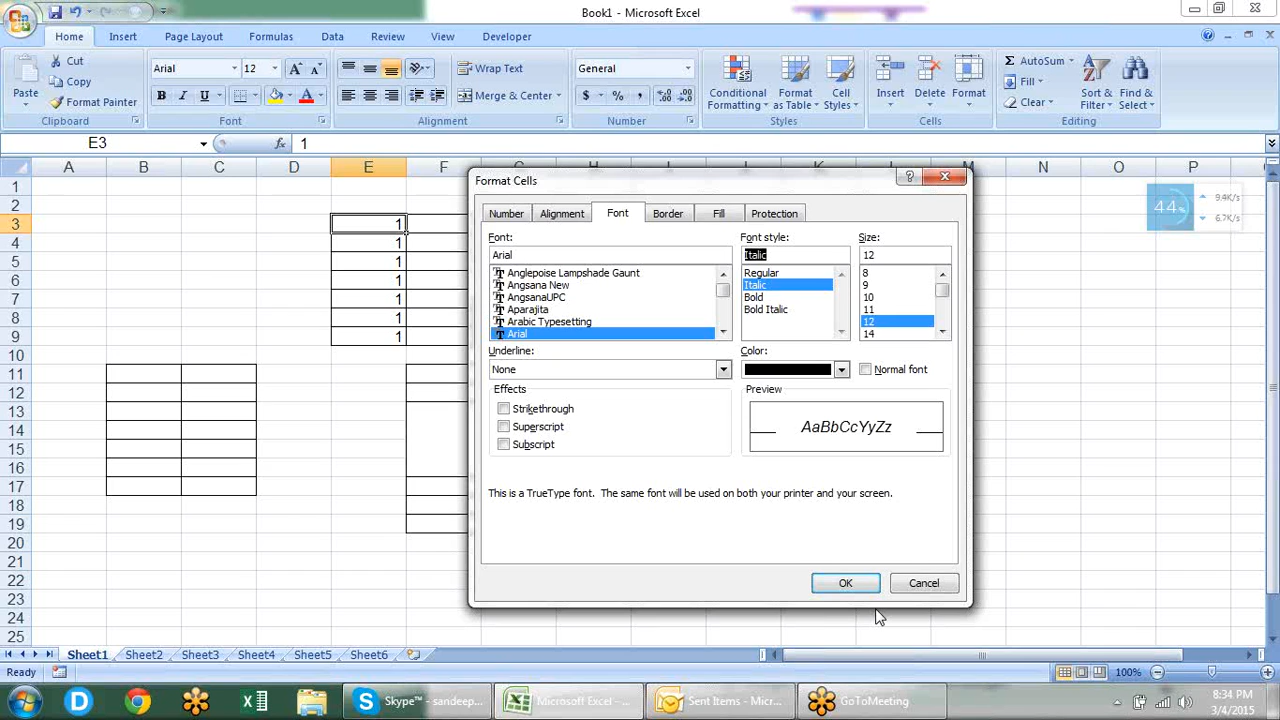 Book1 - Microsoft Excel
Home Insert Page Layout Formulas Data Review View Developer
Paste
Cut
Copy
Format Painter
Clipboard
Arial 12
B I U
Font
Wrap Text
Merge & Center
Alignment
General
$ % ,
Number
Conditional Formatting
Format as Table
Cell Styles
Styles
Insert Delete Format
Cells
AutoSum
Fill
Clear
Sort & Filter
Find & Select
Editing
E3 fx 1
A B C D E F M N O P
1
2
3 1
4 1
5 1
6 1
7 1
8 1
9 1
10
11
12
13
14
15
16
17
18
19
20
21
22
23
24
25
44%
9.4K/s
6.7K/s
Format Cells
Number Alignment Font Border Fill Protection
Font:
Arial
Anglepoise Lampshade Gaunt
Angsana New
AngsanaUPC
Aparajita
Arabic Typesetting
Arial
Font style:
Italic
Regular
Italic
Bold
Bold Italic
Size:
12
8
9
10
11
12
14
Underline:
None
Color:
Normal font
Effects
Strikethrough
Superscript
Subscript
Preview
AaBbCcYyZz
This is a TrueType font. The same font will be used on both your printer and your screen.
OK Cancel
Sheet1 Sheet2 Sheet3 Sheet4 Sheet5 Sheet6
Ready
100%
D
Skype™ - sandeep...
Microsoft Excel - ...
Sent Items - Micr...
GoToMeeting
8:34 PM
3/4/2015